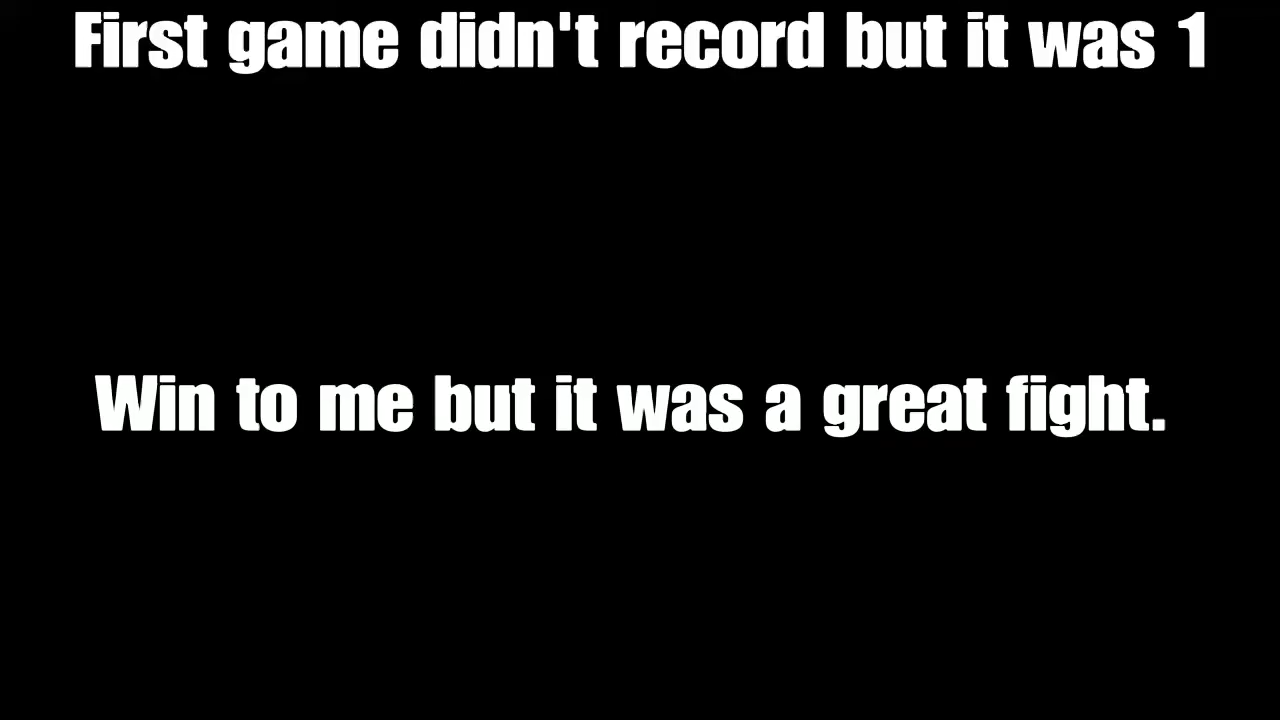 First game didn't record but it was 1
Win to me but it was a great fight.